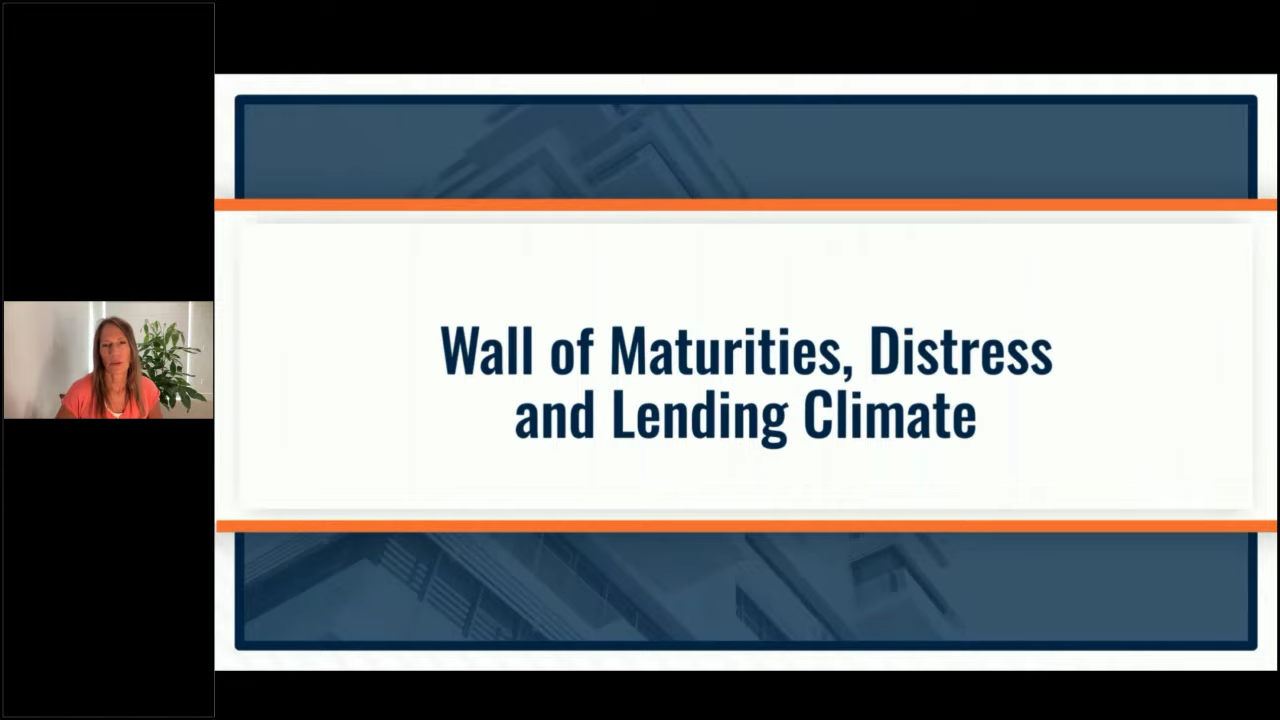 Wall of Maturities, Distress
and Lending Climate